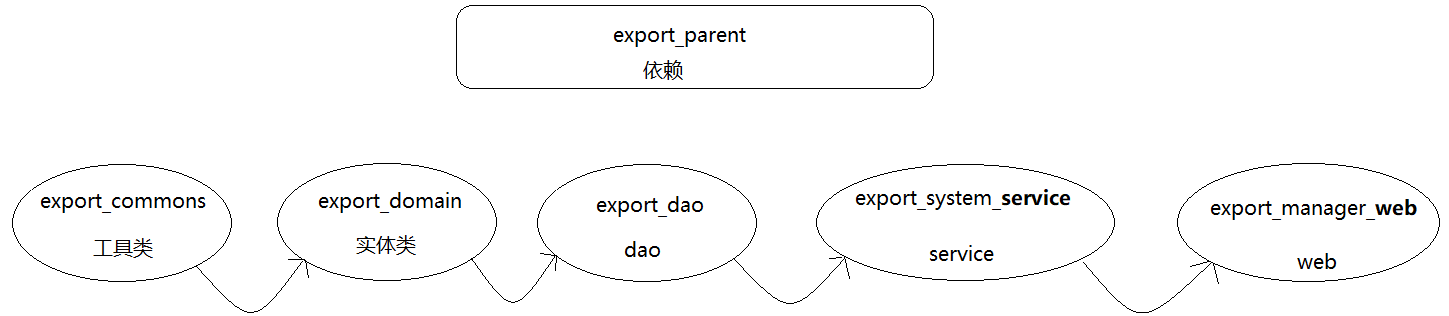 export_parent
依赖
export_commons
工具类
export_domain
实体类
export_dao
dao
export_system_service
service
export_manager_web
web